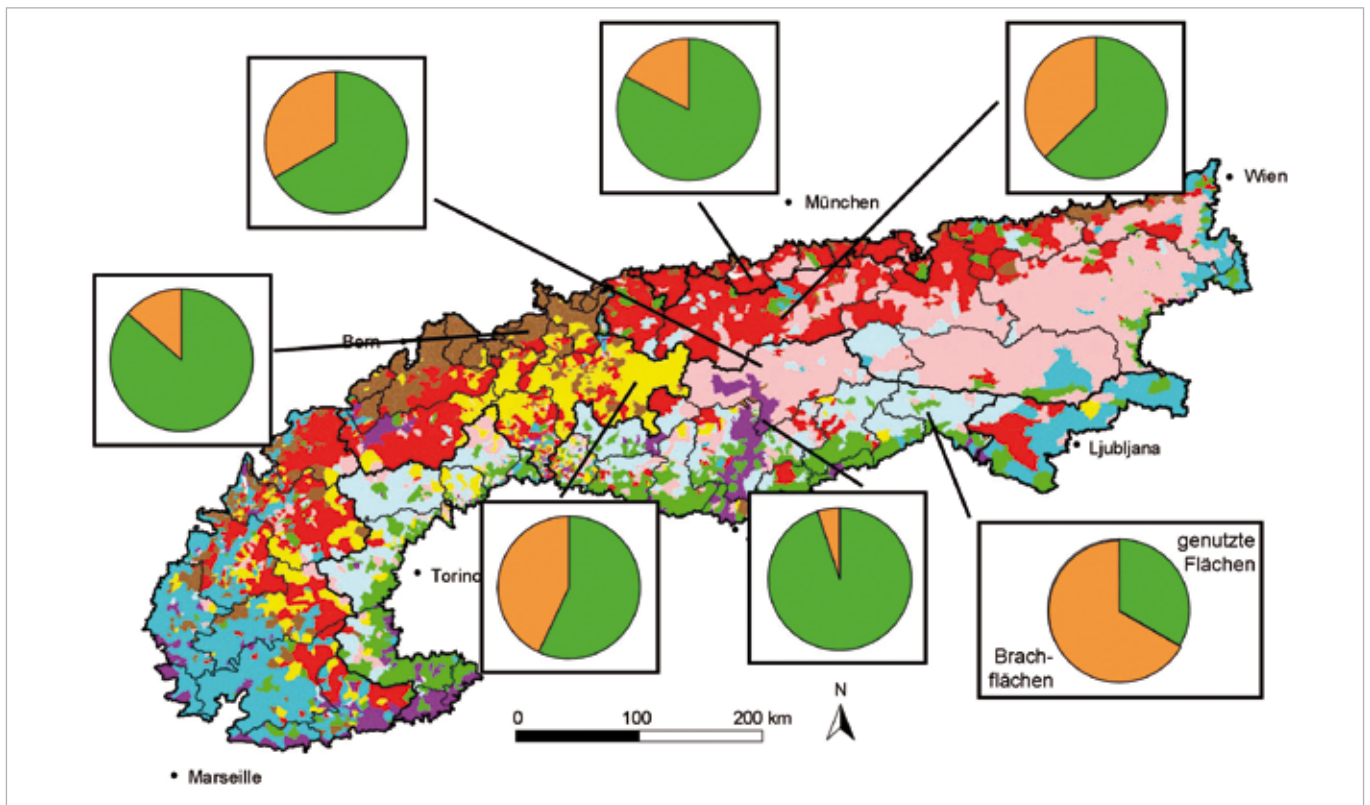 Wien
München
Bern
Ljubljana
genutzte
Flächen
Torino
Brach-
flächen
N
0 100 200 km
Marseille